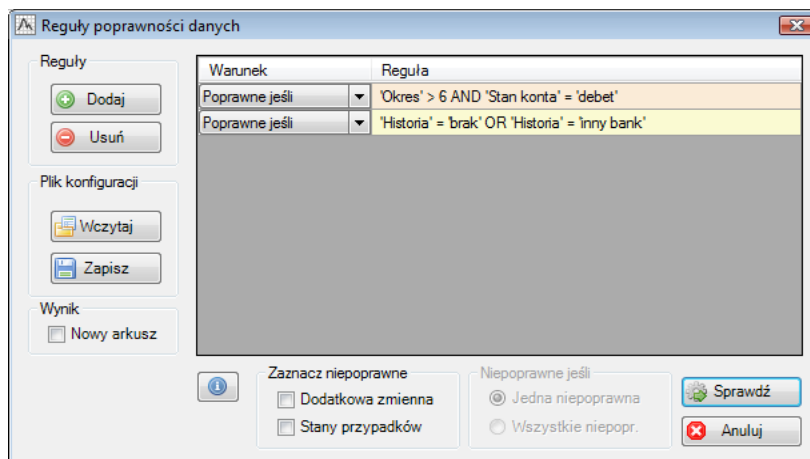 Reguły poprawności danych
Reguły
Dodaj
Usuń
Plik konfiguracji
Wczytaj
Zapisz
Wynik
Nowy arkusz
Warunek Reguła
Poprawne jeśli 'Okres' > 6 AND 'Stan konta' = 'debet'
Poprawne jeśli 'Historia' = 'brak' OR 'Historia' = 'inny bank'
Zaznacz niepoprawne
Dodatkowa zmienna
Stany przypadków
Niepoprawne jeśli
Jedna niepoprawna
Wszystkie niepopr.
Sprawdź
Anuluj